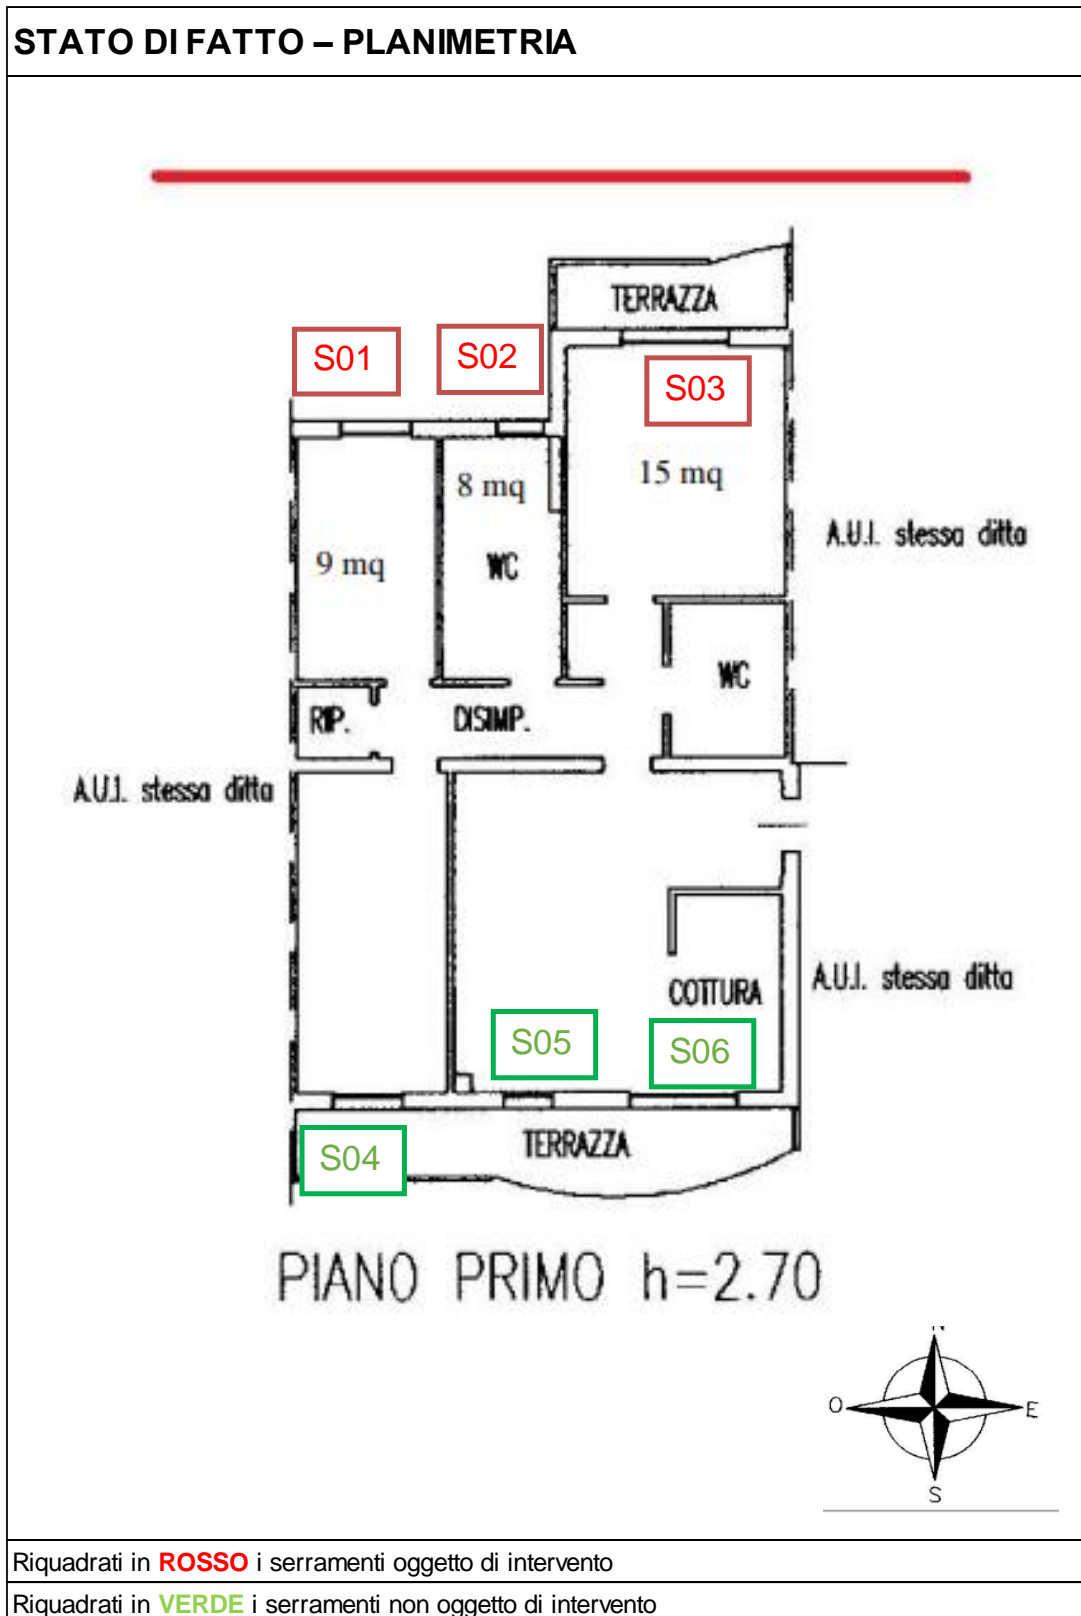 STATO DI FATTO – PLANIMETRIA
TERRAZZA
S01
S02
S03
8 mq
15 mq
A.U.I. stessa ditta
9 mq
WC
WC
RIP.
DISIMP.
A.U.I. stessa ditta
COTTURA
A.U.I. stessa ditta
S05
S06
S04
TERRAZZA
PIANO PRIMO h=2.70
N
O
E
S
Riquadrati in ROSSO i serramenti oggetto di intervento
Riquadrati in VERDE i serramenti non oggetto di intervento